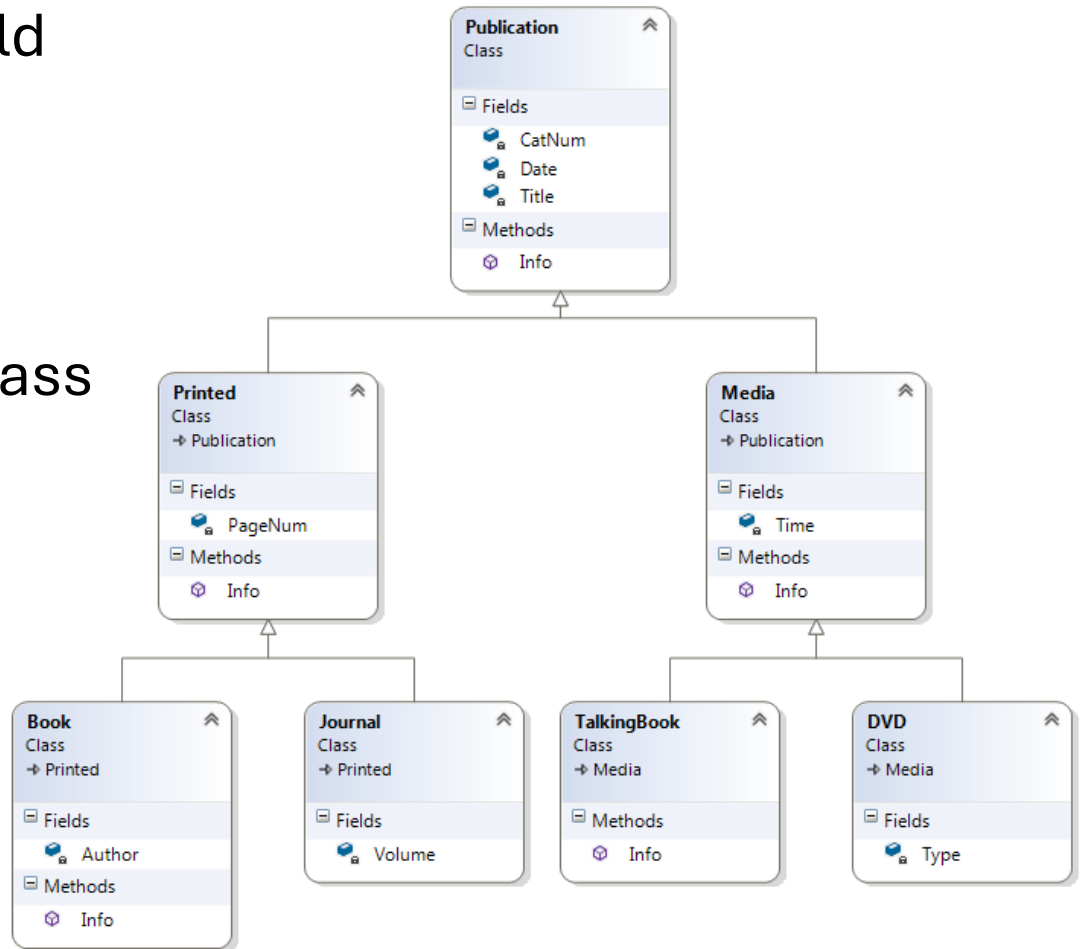 ld
Publication
Class
Fields
CatNum
Date
Title
Methods
Info
lass
Printed
Class
Publication
Fields
PageNum
Methods
Info
Media
Class
Publication
Fields
Time
Methods
Info
Book
Class
Printed
Fields
Author
Methods
Info
Journal
Class
Printed
Fields
Volume
TalkingBook
Class
Media
Methods
Info
DVD
Class
Media
Fields
Type